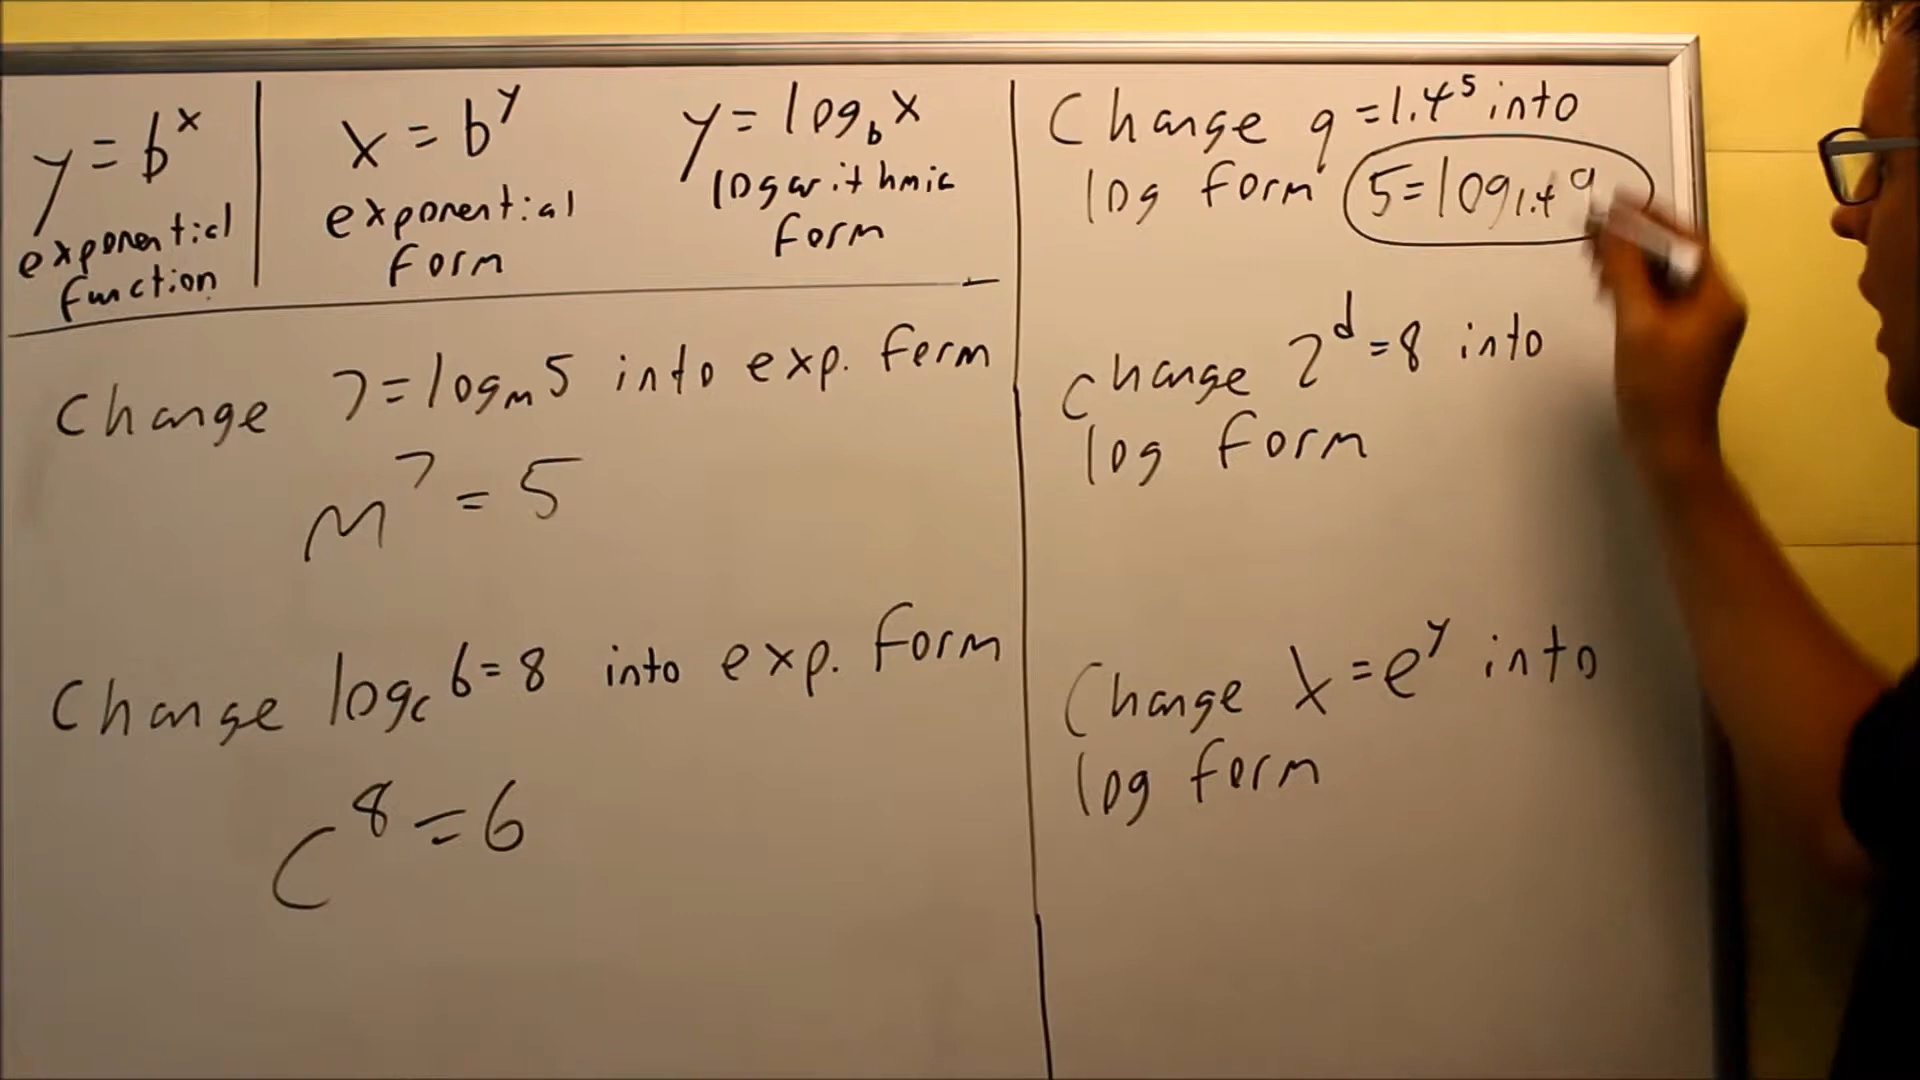 y = b^x
exponential
function
x = b^y
exponential
form
y = log_b x
logarithmic
form
Change 7 = log_m 5 into exp. form
m^7 = 5
Change log_c 6 = 8 into exp. form
c^8 = 6
Change q = 1.4^5 into
log form 5 = log_1.4 q
Change 2^d = 8 into
log form
Change x = e^y into
log form